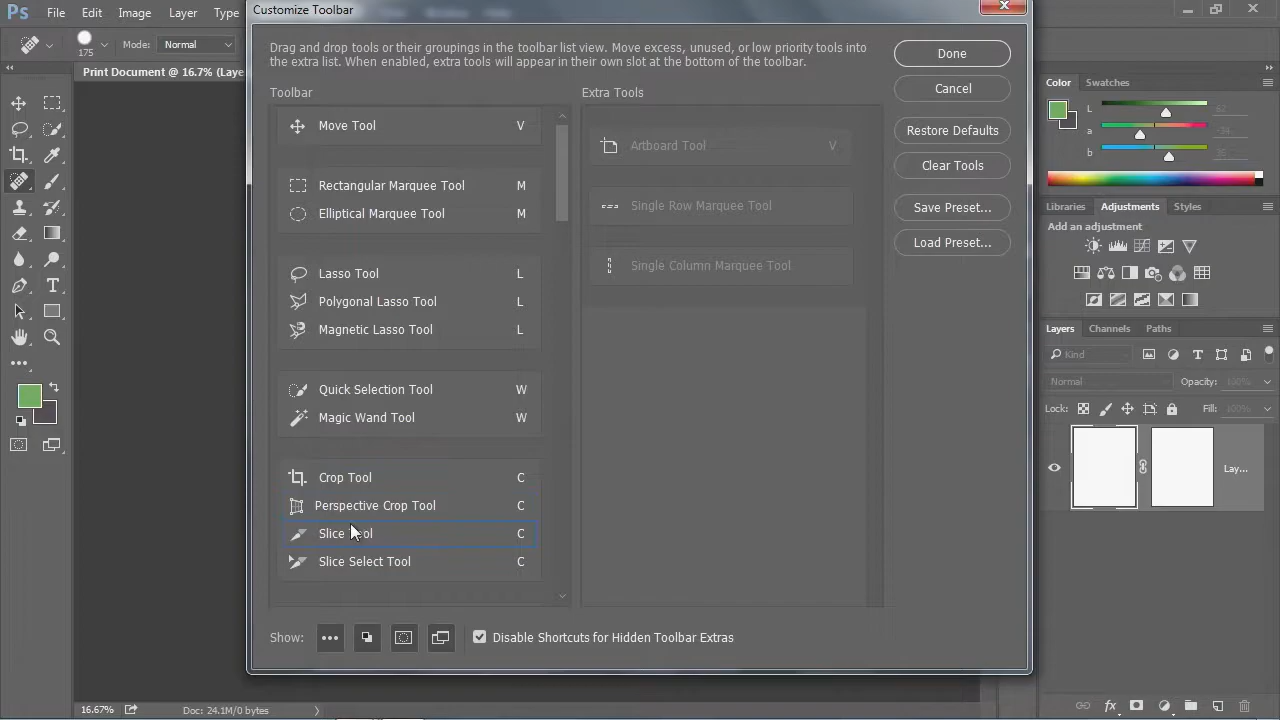 Ps File Edit Image Layer Type
Customize Toolbar
175 Mode: Normal
Print Document @ 16.7% (Laye
Drag and drop tools or their groupings in the toolbar list view. Move excess, unused, or low priority tools into
the extra list. When enabled, extra tools will appear in their own slot at the bottom of the toolbar.
Toolbar
Move Tool V
Rectangular Marquee Tool M
Elliptical Marquee Tool M
Lasso Tool L
Polygonal Lasso Tool L
Magnetic Lasso Tool L
Quick Selection Tool W
Magic Wand Tool W
Crop Tool C
Perspective Crop Tool C
Slice Tool C
Slice Select Tool C
Extra Tools
Artboard Tool V
Single Row Marquee Tool
Single Column Marquee Tool
Done
Cancel
Restore Defaults
Clear Tools
Save Preset...
Load Preset...
Show: Disable Shortcuts for Hidden Toolbar Extras
Color Swatches
L
a
b
Libraries Adjustments Styles
Add an adjustment
Layers Channels Paths
Kind
Normal Opacity: 100%
Lock: Fill: 100%
Lay...
16.67% Doc: 24.1M/0 bytes